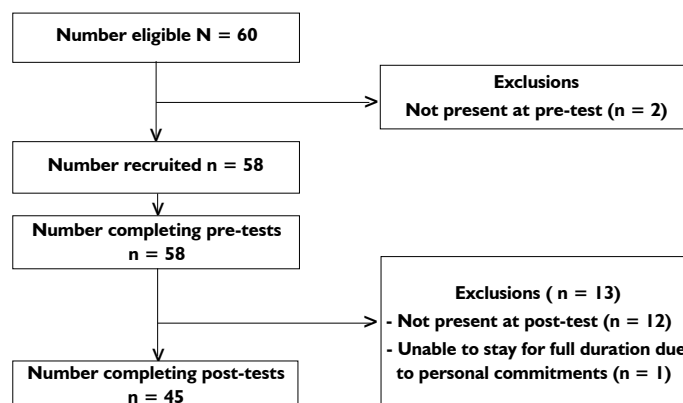 Number eligible N = 60
Exclusions
Not present at pre-test (n = 2)
Number recruited n = 58
Number completing pre-tests
n = 58
Exclusions ( n = 13)
- Not present at post-test (n = 12)
- Unable to stay for full duration due
to personal commitments (n = 1)
Number completing post-tests
n = 45